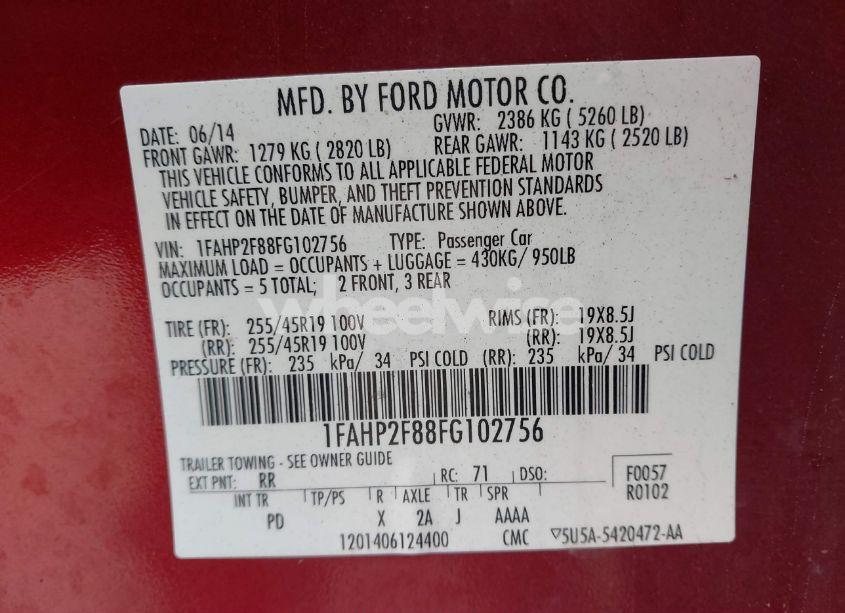 MFD. BY FORD MOTOR CO.
DATE: 06/14 GVWR: 2386 KG ( 5260 LB)
FRONT GAWR: 1279 KG ( 2820 LB) REAR GAWR: 1143 KG ( 2520 LB)
THIS VEHICLE CONFORMS TO ALL APPLICABLE FEDERAL MOTOR
VEHICLE SAFETY, BUMPER, AND THEFT PREVENTION STANDARDS
IN EFFECT ON THE DATE OF MANUFACTURE SHOWN ABOVE.
VIN: 1FAHP2F88FG102756 TYPE: Passenger Car
MAXIMUM LOAD = OCCUPANTS + LUGGAGE = 430KG/ 950LB
OCCUPANTS = 5 TOTAL; 2 FRONT, 3 REAR
wheelwise
TIRE (FR): 255/45R19 100V RIMS (FR): 19X8.5J
(RR): 255/45R19 100V (RR): 19X8.5J
PRESSURE (FR): 235 kPa/ 34 PSI COLD (RR): 235 kPa/ 34 PSI COLD
1FAHP2F88FG102756
TRAILER TOWING - SEE OWNER GUIDE
EXT PNT: RR RC: 71 DSO: F0057
INT TR TP/PS R AXLE TR SPR R0102
PD X 2A J AAAA
1201406124400 CMC ▽5U5A-5420472-AA